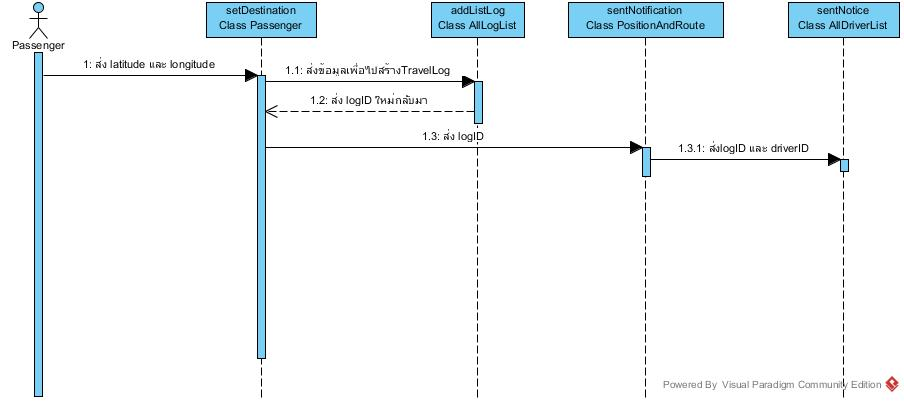 setDestination
Class Passenger
addListLog
Class AllLogList
sentNotification
Class PositionAndRoute
sentNotice
Class AllDriverList
Passenger
1: ส่ง latitude และ longitude
1.1: ส่งข้อมูลเพื่อไปสร้างTravelLog
1.2: ส่ง logID ใหม่กลับมา
1.3: ส่ง logID
1.3.1: ส่งlogID และ driverID
Powered By Visual Paradigm Community Edition